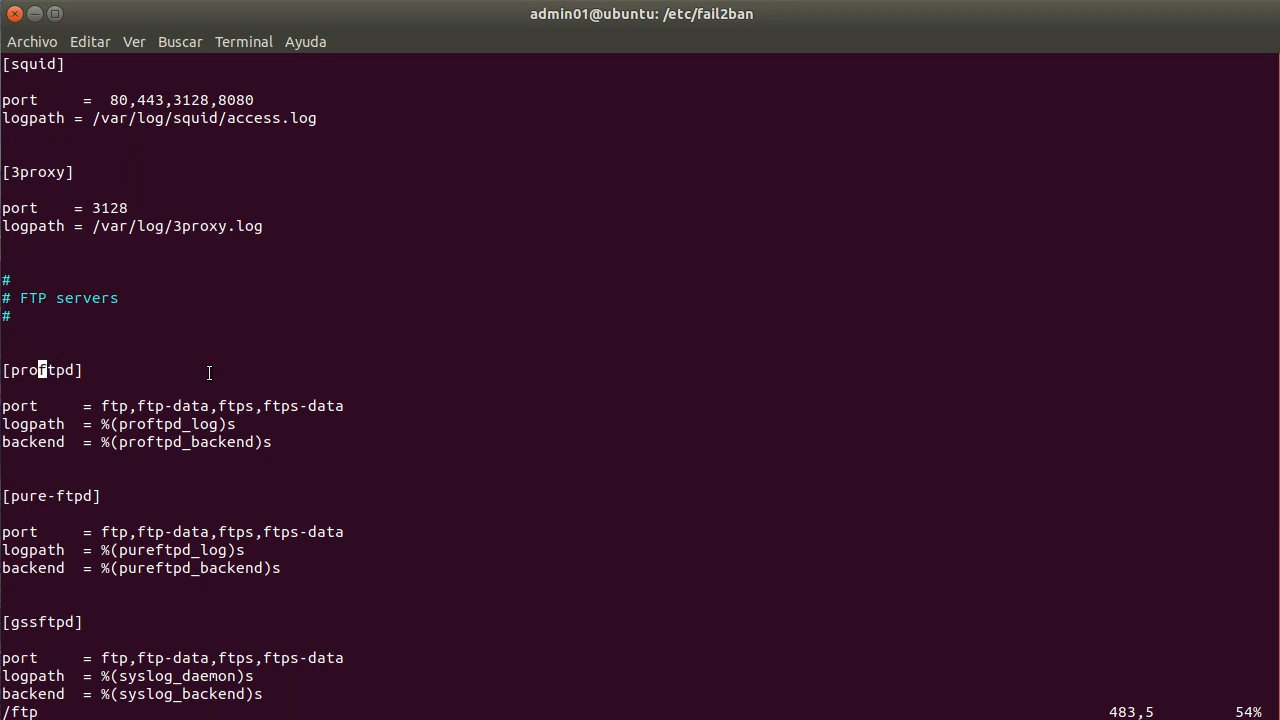 admin01@ubuntu: /etc/fail2ban
Archivo Editar Ver Buscar Terminal Ayuda
[squid]
port     =  80,443,3128,8080
logpath = /var/log/squid/access.log
[3proxy]
port    = 3128
logpath = /var/log/3proxy.log
#
# FTP servers
#
[proftpd]
port     = ftp,ftp-data,ftps,ftps-data
logpath  = %(proftpd_log)s
backend  = %(proftpd_backend)s
[pure-ftpd]
port     = ftp,ftp-data,ftps,ftps-data
logpath  = %(pureftpd_log)s
backend  = %(pureftpd_backend)s
[gssftpd]
port     = ftp,ftp-data,ftps,ftps-data
logpath  = %(syslog_daemon)s
backend  = %(syslog_backend)s
/ftp 483,5 54%